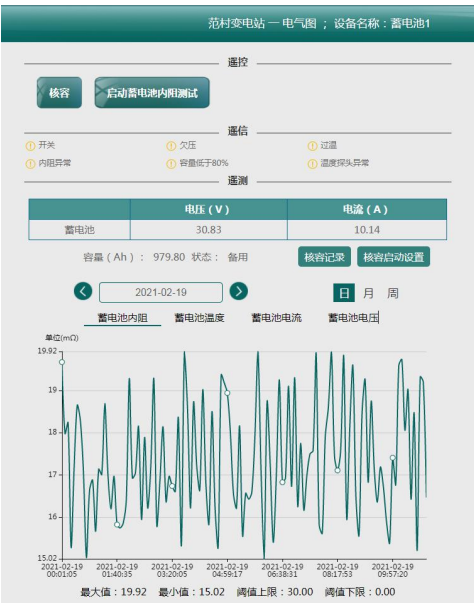 范村变电站 — 电气图 ； 设备名称：蓄电池1
遥控
核容 启动蓄电池内阻测试
遥信
开关 欠压 过温
内阻异常 容量低于80% 温度探头异常
遥测
电压（V） 电流（A）
蓄电池 30.83 10.14
容量（Ah）： 979.80 状态： 备用 核容记录 核容启动设置
2021-02-19 日 月 周
蓄电池内阻 蓄电池温度 蓄电池电流 蓄电池电压
单位(mΩ)
19.92
19
18
17
16
15.02
2021-02-19 2021-02-19 2021-02-19 2021-02-19 2021-02-19 2021-02-19 2021-02-19
00:01:05 01:40:35 03:20:05 04:59:17 06:38:31 08:17:53 09:57:20
最大值：19.92 最小值：15.02 阈值上限：30.00 阈值下限：0.00